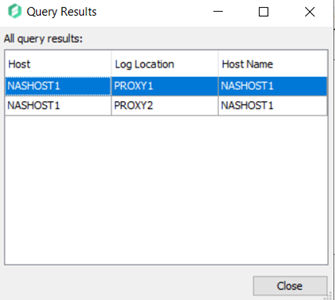 Query Results
All query results:
Host Log Location Host Name
NASHOST1 PROXY1 NASHOST1
NASHOST1 PROXY2 NASHOST1
Close